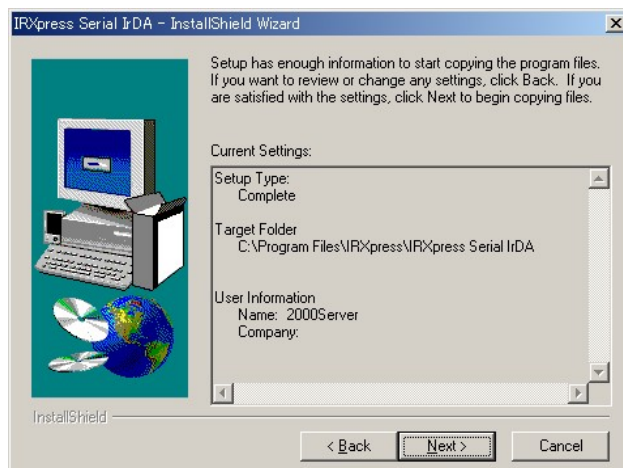 IRXpress Serial IrDA - InstallShield Wizard
Setup has enough information to start copying the program files.
If you want to review or change any settings, click Back.  If you
are satisfied with the settings, click Next to begin copying files.
Current Settings:
Setup Type:
Complete
Target Folder
C:\Program Files\IRXpress\IRXpress Serial IrDA
User Information
Name:  2000Server
Company:
InstallShield
< Back
Next >
Cancel